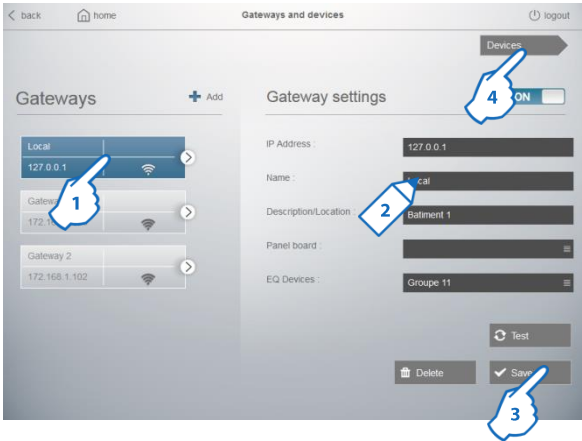 back
home
Gateways and devices
logout
Devices
4
ON
Gateways
Add
Gateway settings
Local
127.0.0.1
1
Gateway 2
172.168.1.102
IP Address :
127.0.0.1
Name :
2
Description/Location :
Batiment 1
Panel board :
EQ Devices :
Groupe 11
Test
Delete
Save
3